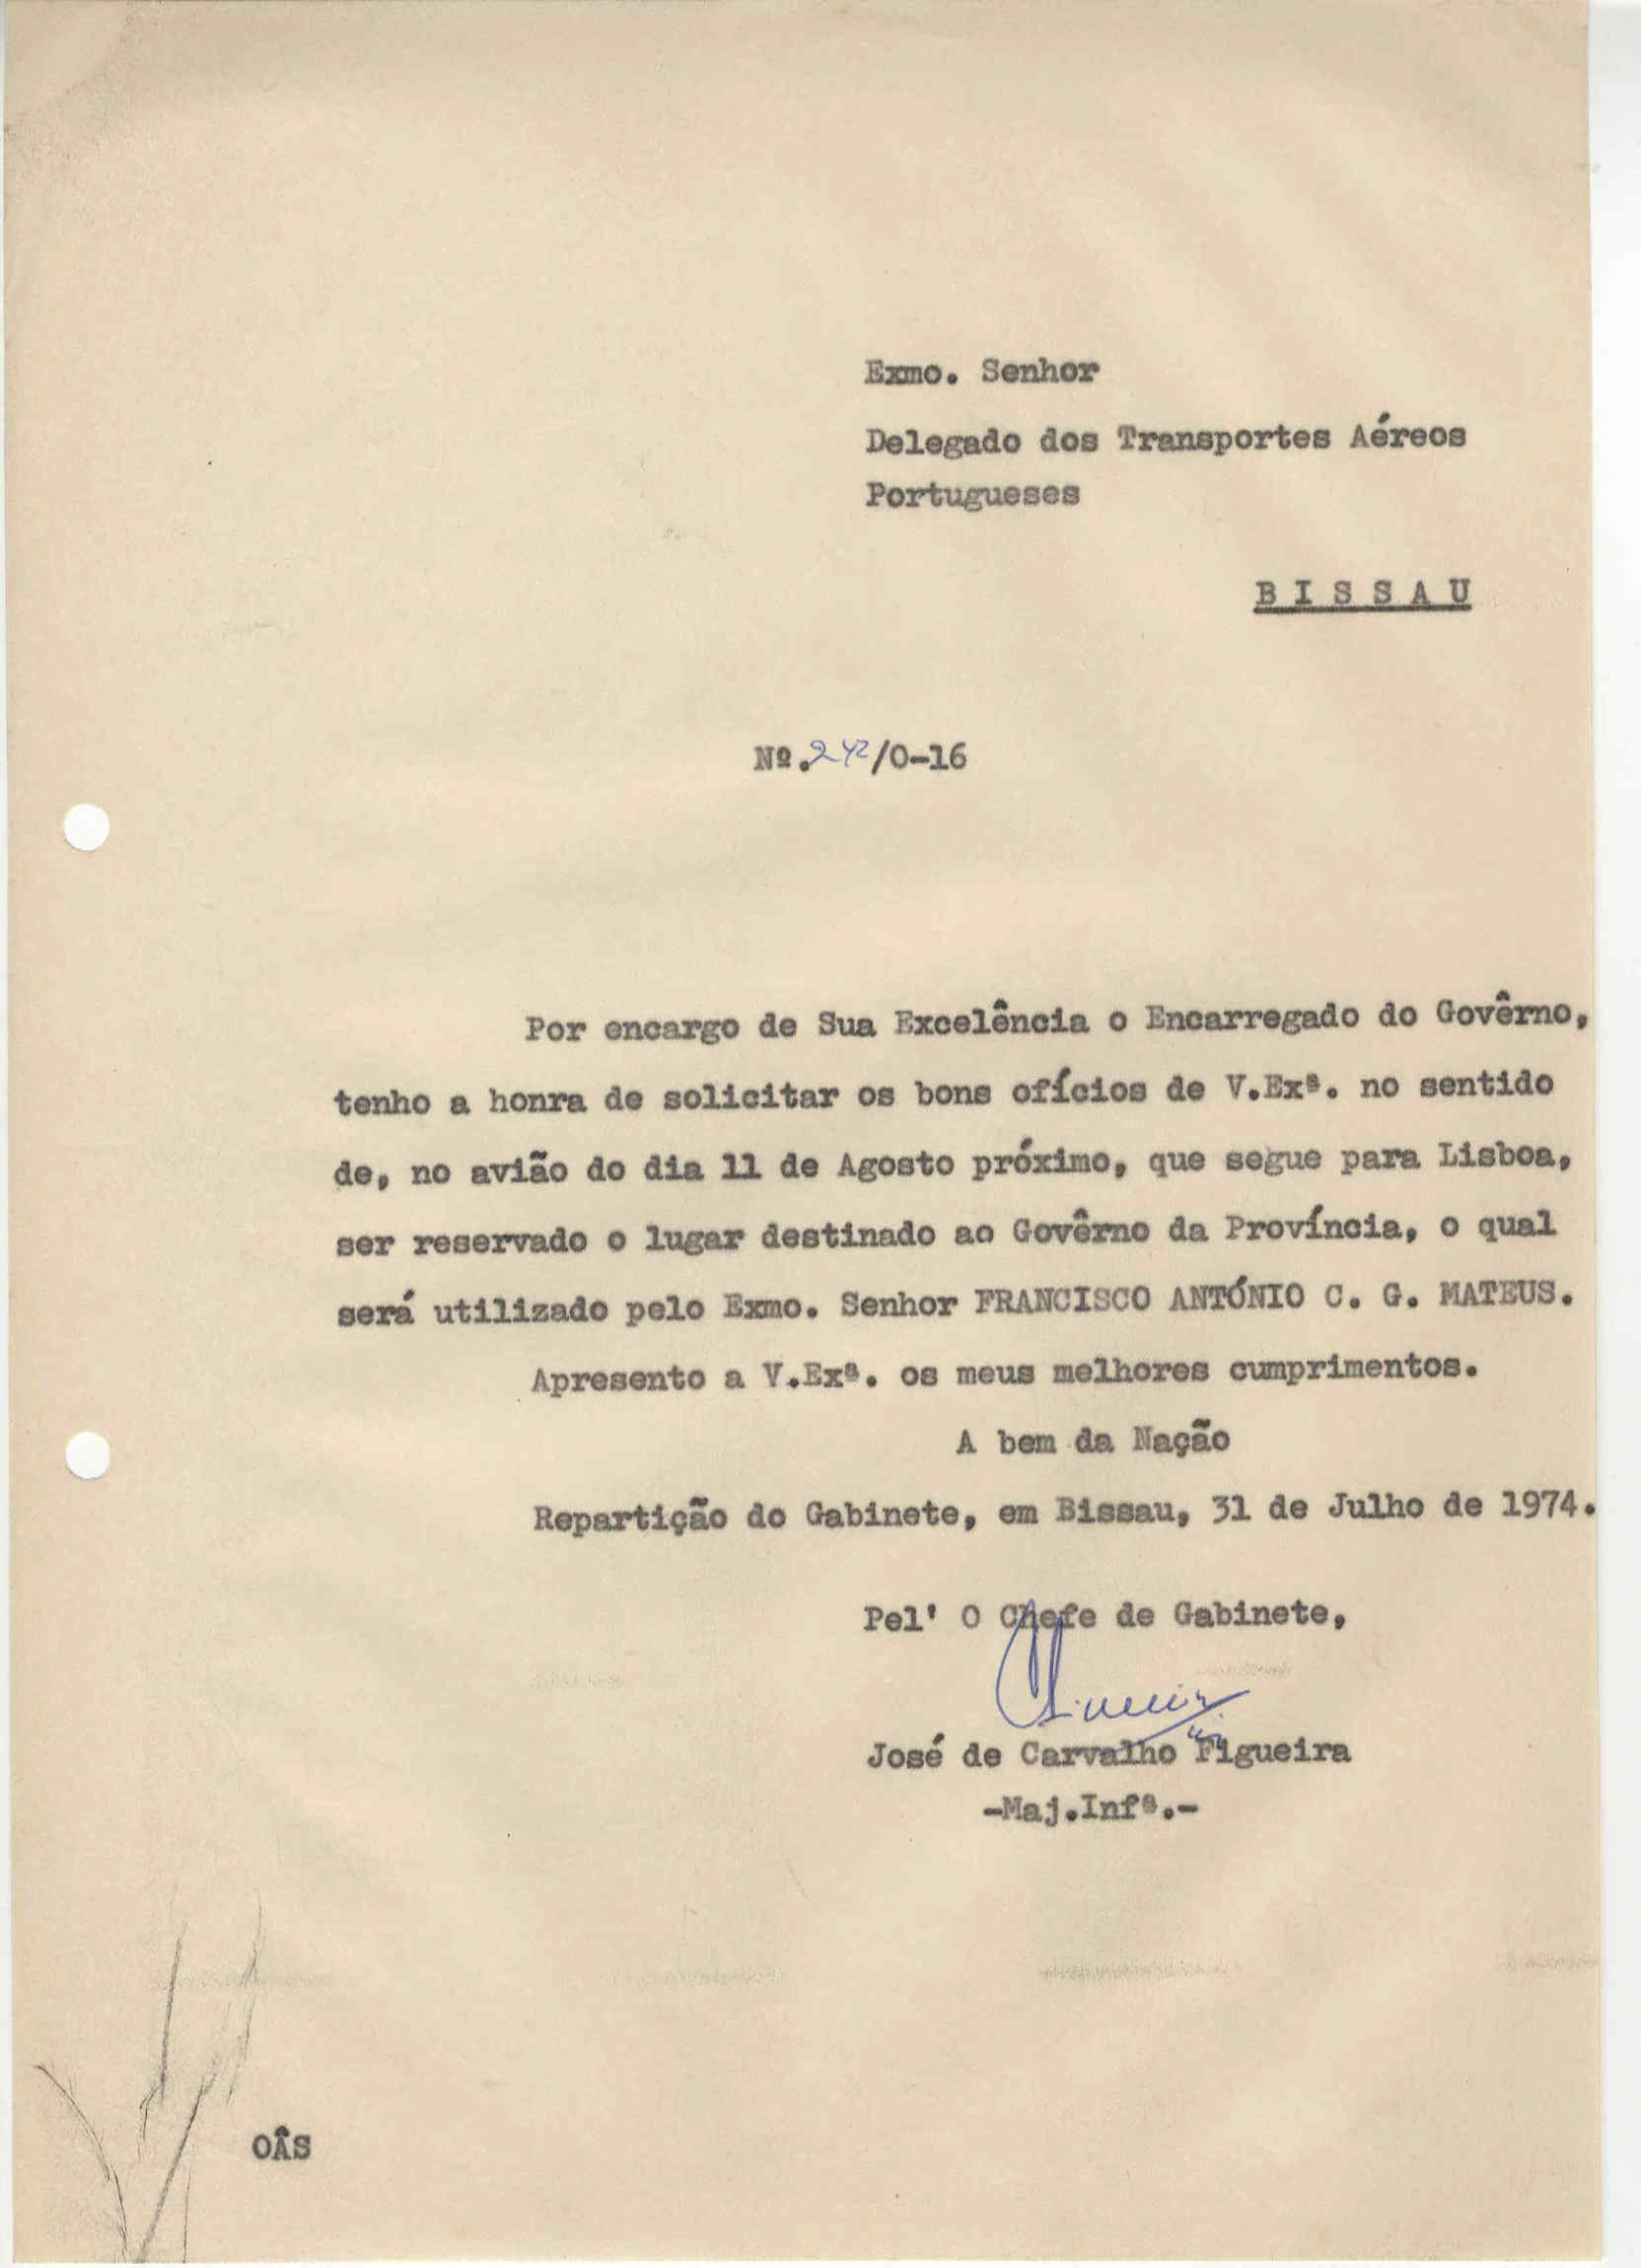 Exmo. Senhor
Delegado dos Transportes Aéreos
Portugueses
B I S S A U
Nº.242/O-16
Por encargo de Sua Excelência o Encarregado do Govêrno,
tenho a honra de solicitar os bons ofícios de V.Exª. no sentido
de, no avião do dia 11 de Agosto próximo, que segue para Lisboa,
ser reservado o lugar destinado ao Govêrno da Província, o qual
será utilizado pelo Exmo. Senhor FRANCISCO ANTÓNIO C. G. MATEUS.
Apresento a V.Exª. os meus melhores cumprimentos.
A bem da Nação
Repartição do Gabinete, em Bissau, 31 de Julho de 1974.
Pel' O Chefe de Gabinete,
José de Carvalho Figueira
-Maj.Infª.-
OÂS